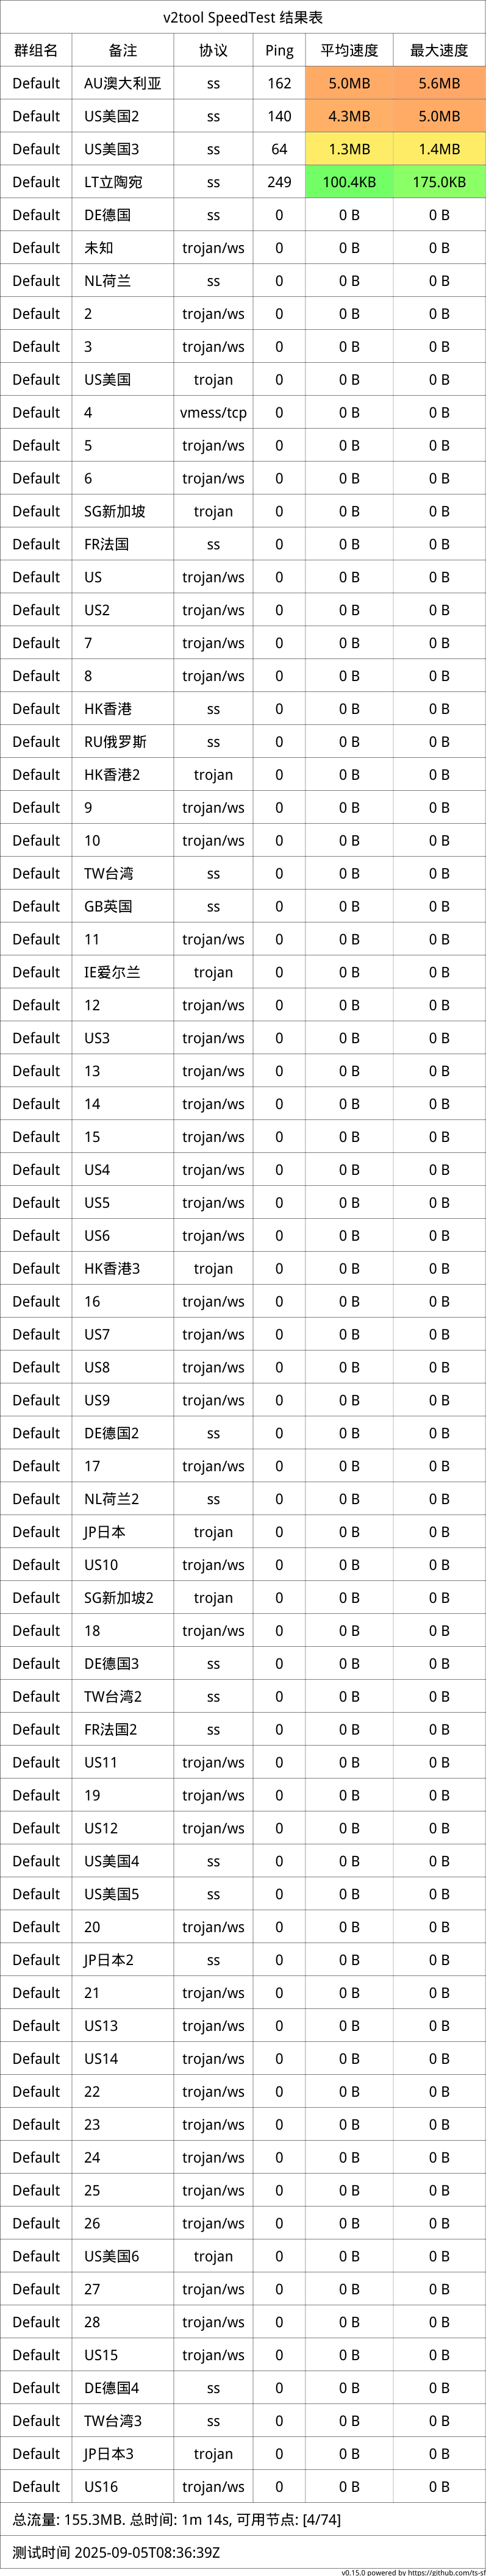 v2tool SpeedTest 结果表
群组名 备注 协议 Ping 平均速度 最大速度
Default AU澳大利亚 ss 162 5.0MB 5.6MB
Default US美国2 ss 140 4.3MB 5.0MB
Default US美国3 ss 64 1.3MB 1.4MB
Default LT立陶宛 ss 249 100.4KB 175.0KB
Default DE德国 ss 0 0 B 0 B
Default 未知 trojan/ws 0 0 B 0 B
Default NL荷兰 ss 0 0 B 0 B
Default 2 trojan/ws 0 0 B 0 B
Default 3 trojan/ws 0 0 B 0 B
Default US美国 trojan 0 0 B 0 B
Default 4 vmess/tcp 0 0 B 0 B
Default 5 trojan/ws 0 0 B 0 B
Default 6 trojan/ws 0 0 B 0 B
Default SG新加坡 trojan 0 0 B 0 B
Default FR法国 ss 0 0 B 0 B
Default US trojan/ws 0 0 B 0 B
Default US2 trojan/ws 0 0 B 0 B
Default 7 trojan/ws 0 0 B 0 B
Default 8 trojan/ws 0 0 B 0 B
Default HK香港 ss 0 0 B 0 B
Default RU俄罗斯 ss 0 0 B 0 B
Default HK香港2 trojan 0 0 B 0 B
Default 9 trojan/ws 0 0 B 0 B
Default 10 trojan/ws 0 0 B 0 B
Default TW台湾 ss 0 0 B 0 B
Default GB英国 ss 0 0 B 0 B
Default 11 trojan/ws 0 0 B 0 B
Default IE爱尔兰 trojan 0 0 B 0 B
Default 12 trojan/ws 0 0 B 0 B
Default US3 trojan/ws 0 0 B 0 B
Default 13 trojan/ws 0 0 B 0 B
Default 14 trojan/ws 0 0 B 0 B
Default 15 trojan/ws 0 0 B 0 B
Default US4 trojan/ws 0 0 B 0 B
Default US5 trojan/ws 0 0 B 0 B
Default US6 trojan/ws 0 0 B 0 B
Default HK香港3 trojan 0 0 B 0 B
Default 16 trojan/ws 0 0 B 0 B
Default US7 trojan/ws 0 0 B 0 B
Default US8 trojan/ws 0 0 B 0 B
Default US9 trojan/ws 0 0 B 0 B
Default DE德国2 ss 0 0 B 0 B
Default 17 trojan/ws 0 0 B 0 B
Default NL荷兰2 ss 0 0 B 0 B
Default JP日本 trojan 0 0 B 0 B
Default US10 trojan/ws 0 0 B 0 B
Default SG新加坡2 trojan 0 0 B 0 B
Default 18 trojan/ws 0 0 B 0 B
Default DE德国3 ss 0 0 B 0 B
Default TW台湾2 ss 0 0 B 0 B
Default FR法国2 ss 0 0 B 0 B
Default US11 trojan/ws 0 0 B 0 B
Default 19 trojan/ws 0 0 B 0 B
Default US12 trojan/ws 0 0 B 0 B
Default US美国4 ss 0 0 B 0 B
Default US美国5 ss 0 0 B 0 B
Default 20 trojan/ws 0 0 B 0 B
Default JP日本2 ss 0 0 B 0 B
Default 21 trojan/ws 0 0 B 0 B
Default US13 trojan/ws 0 0 B 0 B
Default US14 trojan/ws 0 0 B 0 B
Default 22 trojan/ws 0 0 B 0 B
Default 23 trojan/ws 0 0 B 0 B
Default 24 trojan/ws 0 0 B 0 B
Default 25 trojan/ws 0 0 B 0 B
Default 26 trojan/ws 0 0 B 0 B
Default US美国6 trojan 0 0 B 0 B
Default 27 trojan/ws 0 0 B 0 B
Default 28 trojan/ws 0 0 B 0 B
Default US15 trojan/ws 0 0 B 0 B
Default DE德国4 ss 0 0 B 0 B
Default TW台湾3 ss 0 0 B 0 B
Default JP日本3 trojan 0 0 B 0 B
Default US16 trojan/ws 0 0 B 0 B
总流量: 155.3MB. 总时间: 1m 14s, 可用节点: [4/74]
测试时间 2025-09-05T08:36:39Z
v0.15.0 powered by https://github.com/ts-sf